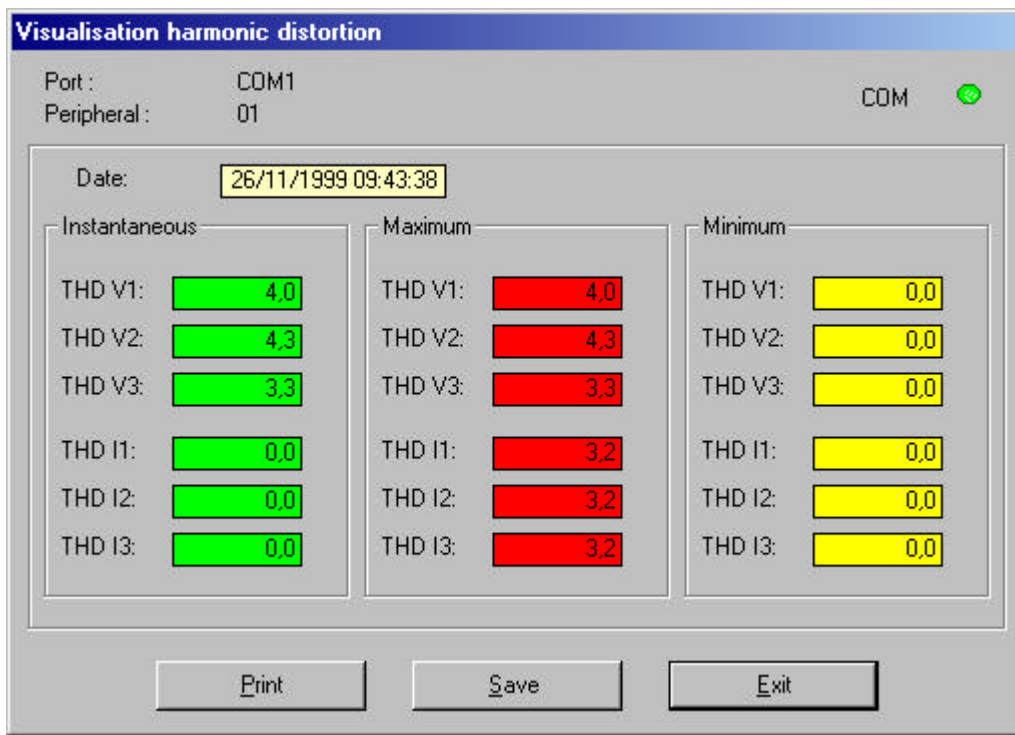 Visualisation harmonic distortion
Port : COM1
COM
Peripheral : 01
Date: 26/11/1999 09:43:38
Instantaneous
THD V1: 4,0
THD V2: 4,3
THD V3: 3,3
THD I1: 0,0
THD I2: 0,0
THD I3: 0,0
Maximum
THD V1: 4,0
THD V2: 4,3
THD V3: 3,3
THD I1: 3,2
THD I2: 3,2
THD I3: 3,2
Minimum
THD V1: 0,0
THD V2: 0,0
THD V3: 0,0
THD I1: 0,0
THD I2: 0,0
THD I3: 0,0
Print Save Exit